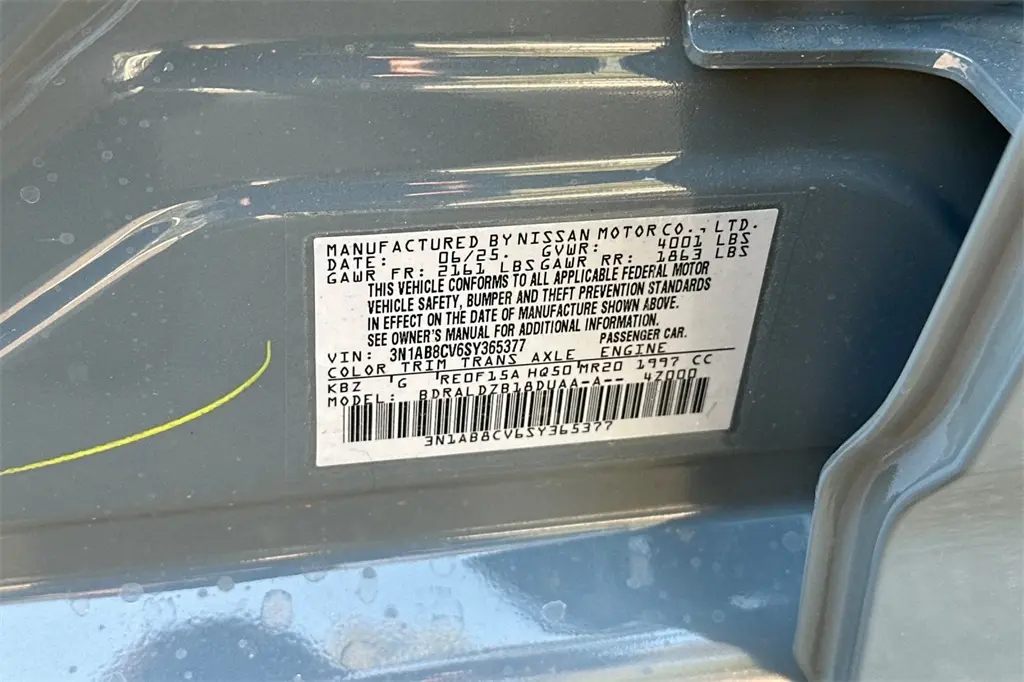 MANUFACTURED BY NISSAN MOTOR CO., LTD.
DATE: 06/25. GVWR: 4001 LBS
GAWR FR: 2161 LBS GAWR RR: 1863 LBS
THIS VEHICLE CONFORMS TO ALL APPLICABLE FEDERAL MOTOR
VEHICLE SAFETY, BUMPER AND THEFT PREVENTION STANDARDS
IN EFFECT ON THE DATE OF MANUFACTURE SHOWN ABOVE.
SEE OWNER'S MANUAL FOR ADDITIONAL INFORMATION.
VIN: 3N1AB8CV6SY365377 PASSENGER CAR.
COLOR TRIM TRANS AXLE ENGINE
KBZ G RE0F15A HQ50 MR20 1997 CC
MODEL: BDRALDZB18DUAA-A-- 47000
3N1AB8CV6SY365377